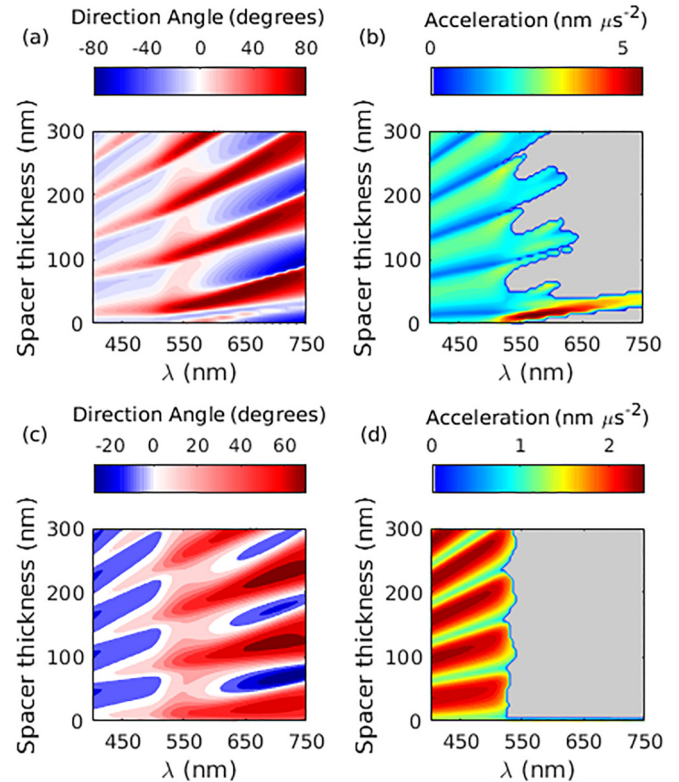 Direction Angle (degrees)
Acceleration (nm μs-2)
(a)
(b)
-80 -40 0 40 80
0 5
Spacer thickness (nm)
300
200
100
0
450 550 650 750
λ (nm)
Spacer thickness (nm)
300
200
100
0
450 550 650 750
λ (nm)
Direction Angle (degrees)
Acceleration (nm μs-2)
(c)
(d)
-20 0 20 40 60
0 1 2
Spacer thickness (nm)
300
200
100
0
450 550 650 750
λ (nm)
Spacer thickness (nm)
300
200
100
0
450 550 650 750
λ (nm)